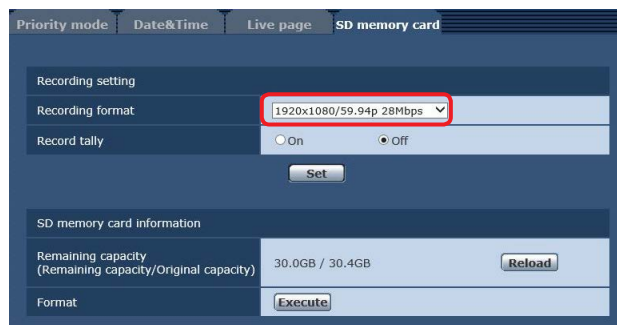 Priority mode Date&Time Live page SD memory card
Recording setting
Recording format 1920x1080/59.94p 28Mbps
Record tally On Off
Set
SD memory card information
Remaining capacity
(Remaining capacity/Original capacity) 30.0GB / 30.4GB Reload
Format Execute